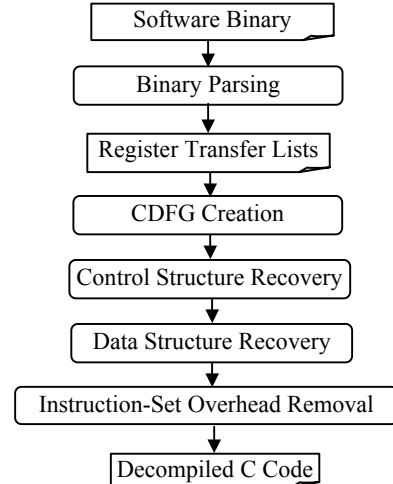 Software Binary
Binary Parsing
Register Transfer Lists
CDFG Creation
Control Structure Recovery
Data Structure Recovery
Instruction-Set Overhead Removal
Decompiled C Code